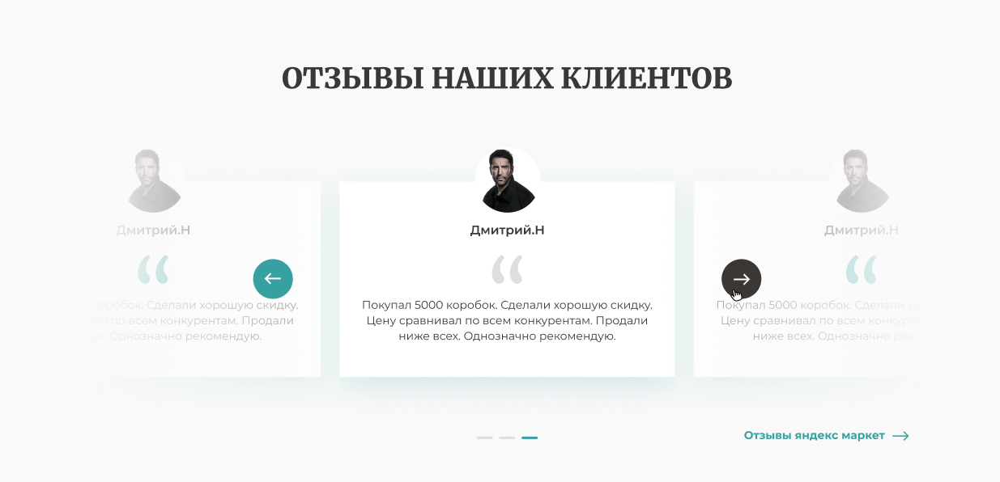 ОТЗЫВЫ НАШИХ КЛИЕНТОВ
Дмитрий.Н
коробок. Сделали хорошую скидку.
по всем конкурентам. Продали
Однозначно рекомендую.
Дмитрий.Н
Покупал 5000 коробок. Сделали хорошую скидку.
Цену сравнивал по всем конкурентам. Продали
ниже всех. Однозначно рекомендую.
Дмитрий.Н
Покупал 5000 коробок. Сделали
Цену сравнивал по всем
ниже всех. Однозначно
Отзывы яндекс маркет